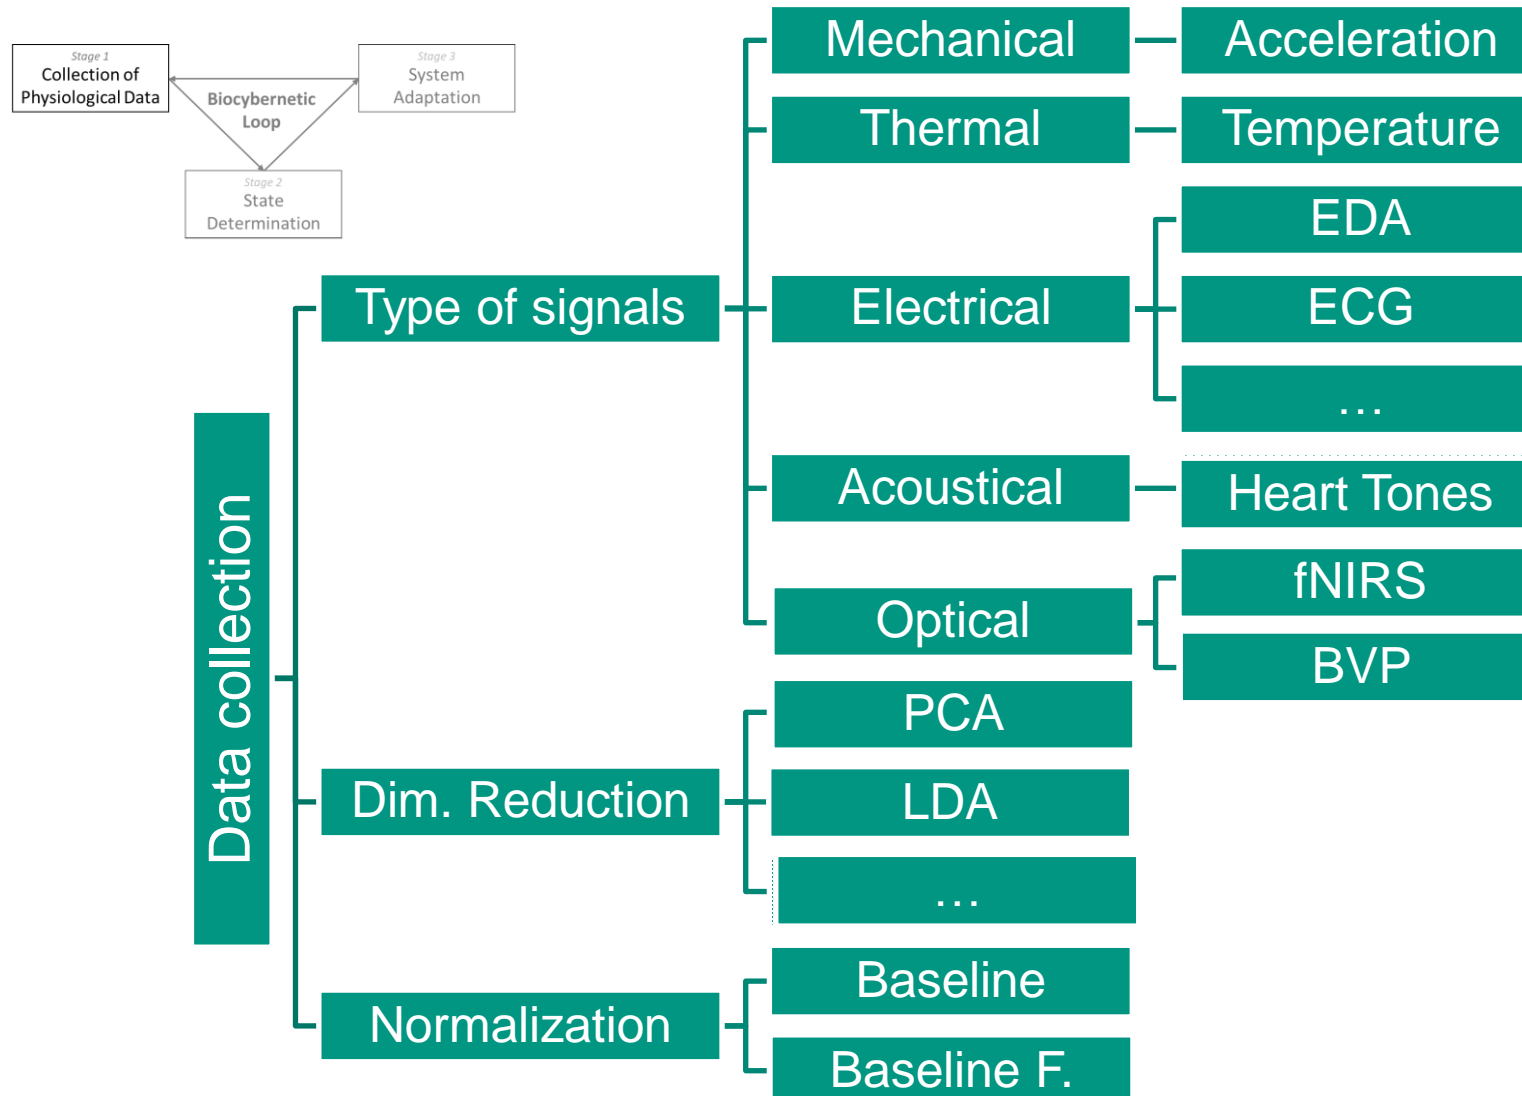 Stage 1
Collection of
Physiological Data
Stage 3
System
Adaptation
Biocybernetic
Loop
Stage 2
State
Determination
Data collection
Type of signals
Mechanical
Acceleration
Thermal
Temperature
Electrical
EDA
ECG
...
Acoustical
Heart Tones
Optical
fNIRS
BVP
Dim. Reduction
PCA
LDA
...
Normalization
Baseline
Baseline F.